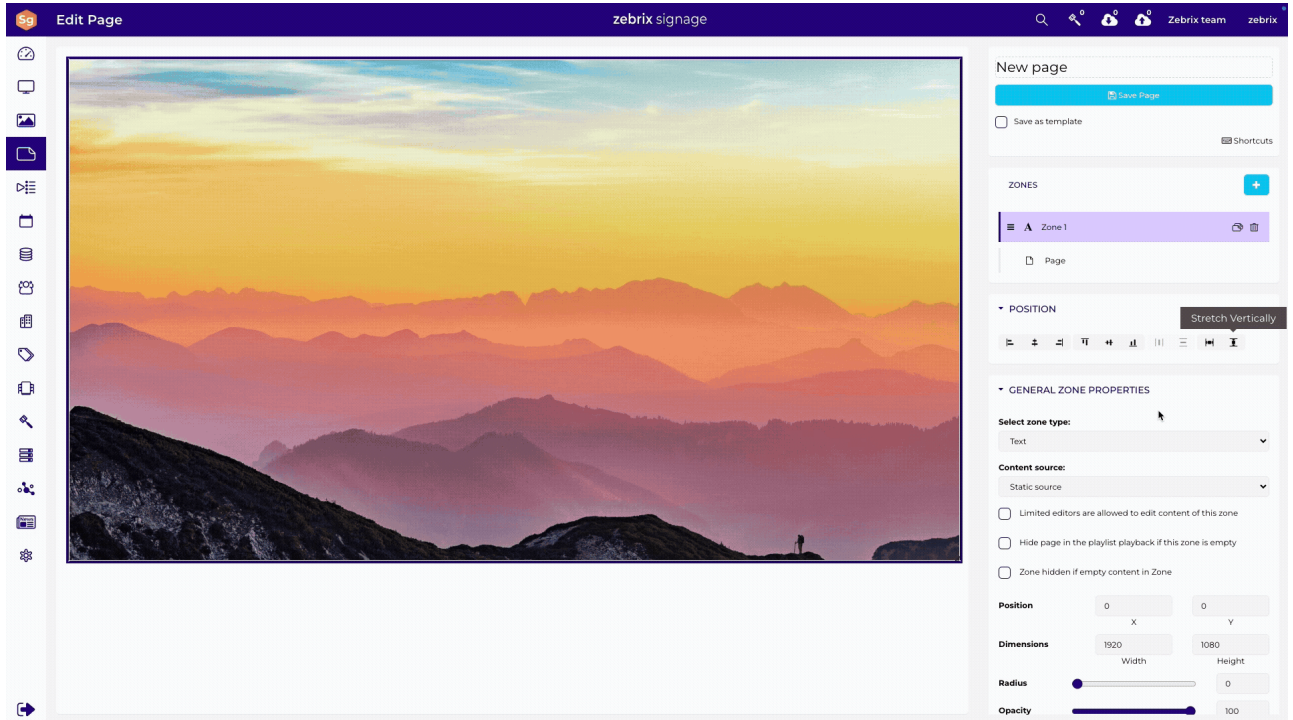 Sg Edit Page zebrix signage 0 0 0 Zebrix team zebrix
New page
Save Page
Save as template
Shortcuts
ZONES +
A Zone 1
Page
POSITION
Stretch Vertically
GENERAL ZONE PROPERTIES
Select zone type:
Text
Content source:
Static source
Limited editors are allowed to edit content of this zone
Hide page in the playlist playback if this zone is empty
Zone hidden if empty content in Zone
Position 0 0
X Y
Dimensions 1920 1080
Width Height
Radius 0
Opacity 100